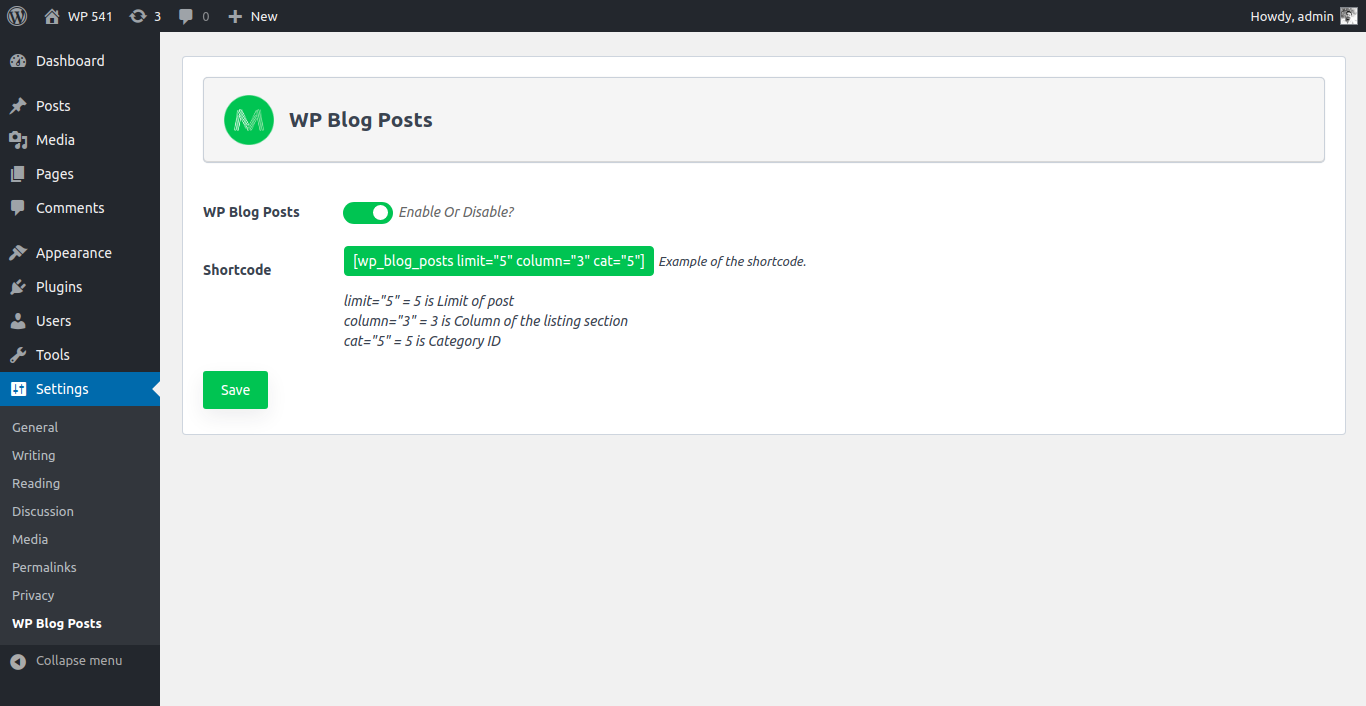 WP 541 3 0 New Howdy, admin
Dashboard
Posts
Media
Pages
Comments
Appearance
Plugins
Users
Tools
Settings
General
Writing
Reading
Discussion
Media
Permalinks
Privacy
WP Blog Posts
Collapse menu
M WP Blog Posts
WP Blog Posts Enable Or Disable?
Shortcode [wp_blog_posts limit="5" column="3" cat="5"] Example of the shortcode.
limit="5" = 5 is Limit of post
column="3" = 3 is Column of the listing section
cat="5" = 5 is Category ID
Save